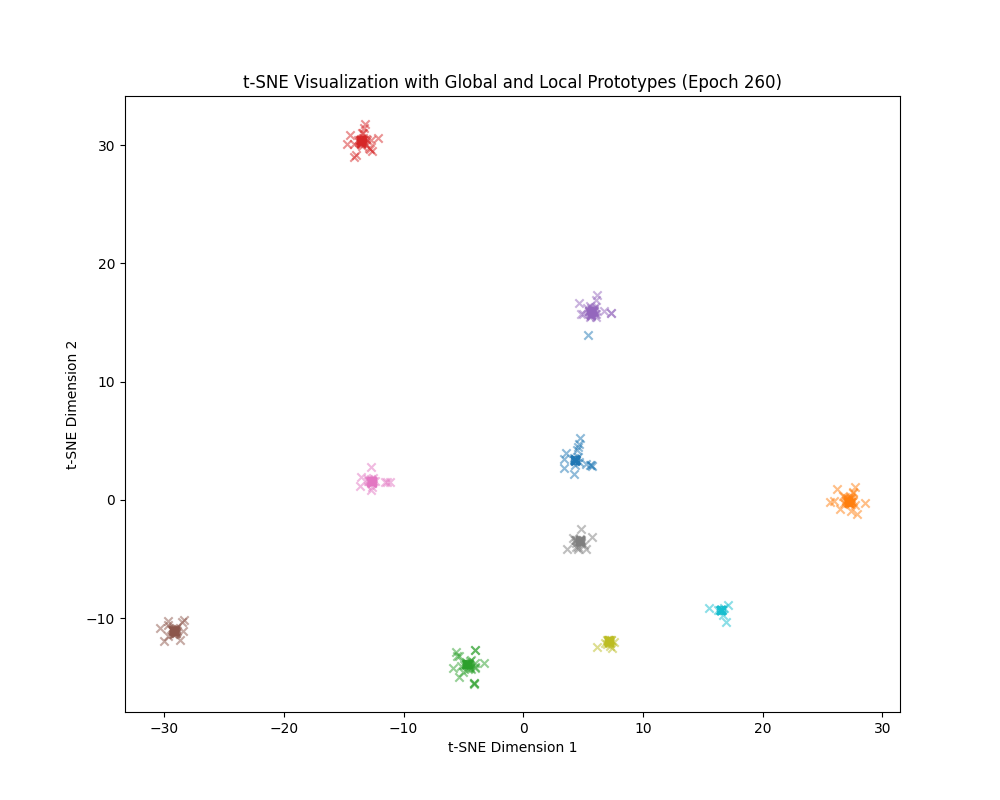 t-SNE Visualization with Global and Local Prototypes (Epoch 260)
30
20
10
0
−10
t-SNE Dimension 2
−30 −20 −10 0 10 20 30
t-SNE Dimension 1